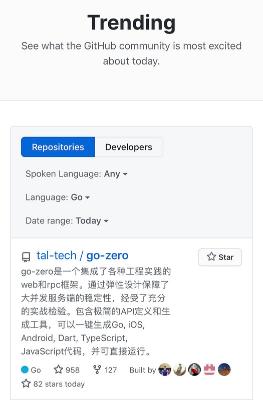 Trending
See what the GitHub community is most excited
about today.
Repositories Developers
Spoken Language: Any
Language: Go
Date range: Today
tal-tech / go-zero
Star
go-zero是一个集成了各种工程实践的
web和rpc框架。通过弹性设计保障了
大并发服务端的稳定性，经受了充分
的实战检验。包含极简的API定义和生
成工具，可以一键生成Go, iOS,
Android, Dart, TypeScript,
JavaScript代码，并可直接运行。
Go 958 127 Built by
82 stars today